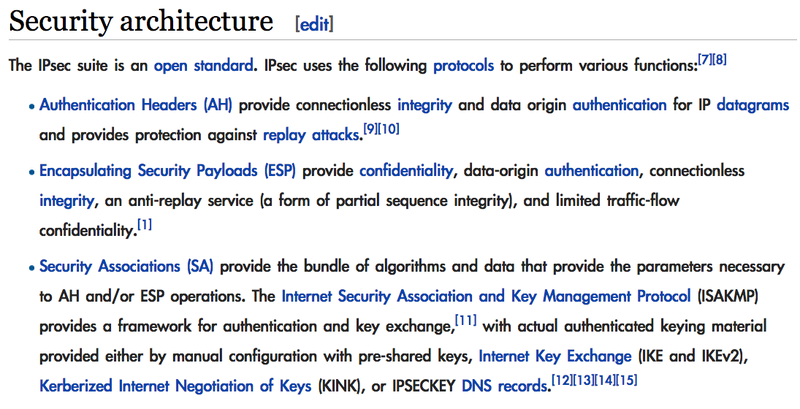 Security architecture [edit]
The IPsec suite is an open standard. IPsec uses the following protocols to perform various functions:[7][8]
• Authentication Headers (AH) provide connectionless integrity and data origin authentication for IP datagrams
and provides protection against replay attacks.[9][10]
• Encapsulating Security Payloads (ESP) provide confidentiality, data-origin authentication, connectionless
integrity, an anti-replay service (a form of partial sequence integrity), and limited traffic-flow
confidentiality.[1]
• Security Associations (SA) provide the bundle of algorithms and data that provide the parameters necessary
to AH and/or ESP operations. The Internet Security Association and Key Management Protocol (ISAKMP)
provides a framework for authentication and key exchange,[11] with actual authenticated keying material
provided either by manual configuration with pre-shared keys, Internet Key Exchange (IKE and IKEv2),
Kerberized Internet Negotiation of Keys (KINK), or IPSECKEY DNS records.[12][13][14][15]